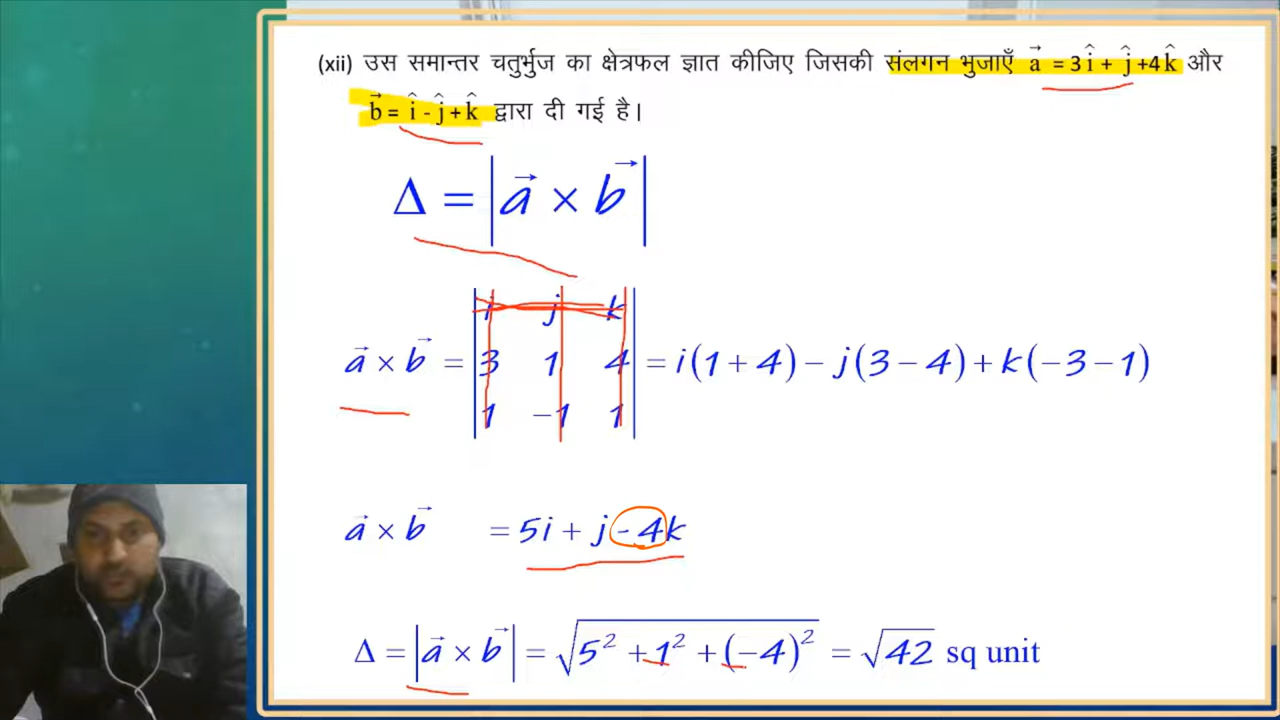 (xii) उस समान्तर चतुर्भुज का क्षेत्रफल ज्ञात कीजिए जिसकी संलगन भुजाएँ a⃗ = 3î + ĵ +4k̂ और
b⃗ = î - ĵ + k̂ द्वारा दी गई है।
Δ = |a⃗ × b⃗|
i j k
a⃗ × b⃗ = | 3 1 4 | = i(1 + 4) − j(3 − 4) + k(−3 − 1)
1 −1 1
a⃗ × b⃗ = 5i + j - 4k
Δ = |a⃗ × b⃗| = √(5² + 1² + (−4)²) = √42 sq unit